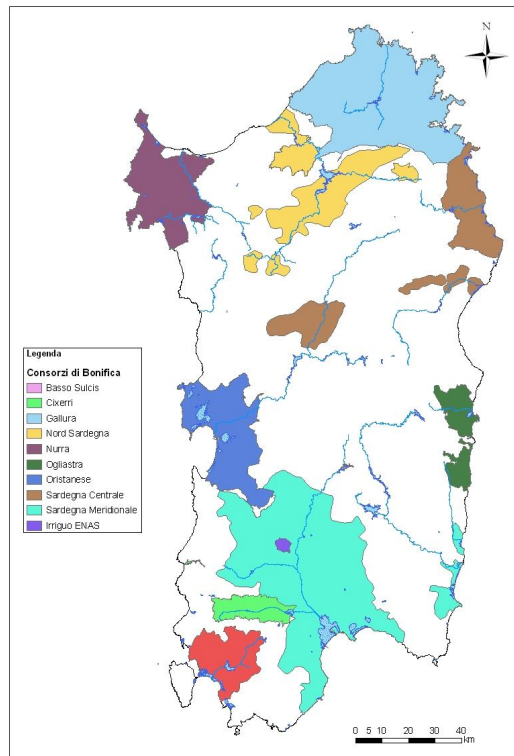 N
Legenda
Consorzi di Bonifica
Basso Sulcis
Cixerri
Gallura
Nord Sardegna
Nurra
Ogliastra
Oristanese
Sardegna Centrale
Sardegna Meridionale
Irriguo ENAS
0 5 10 20 30 40
km